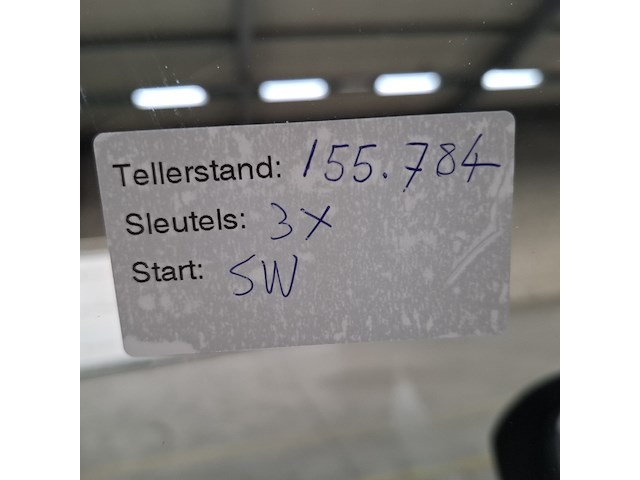 Tellerstand: 155.784
Sleutels: 3x
Start: SW